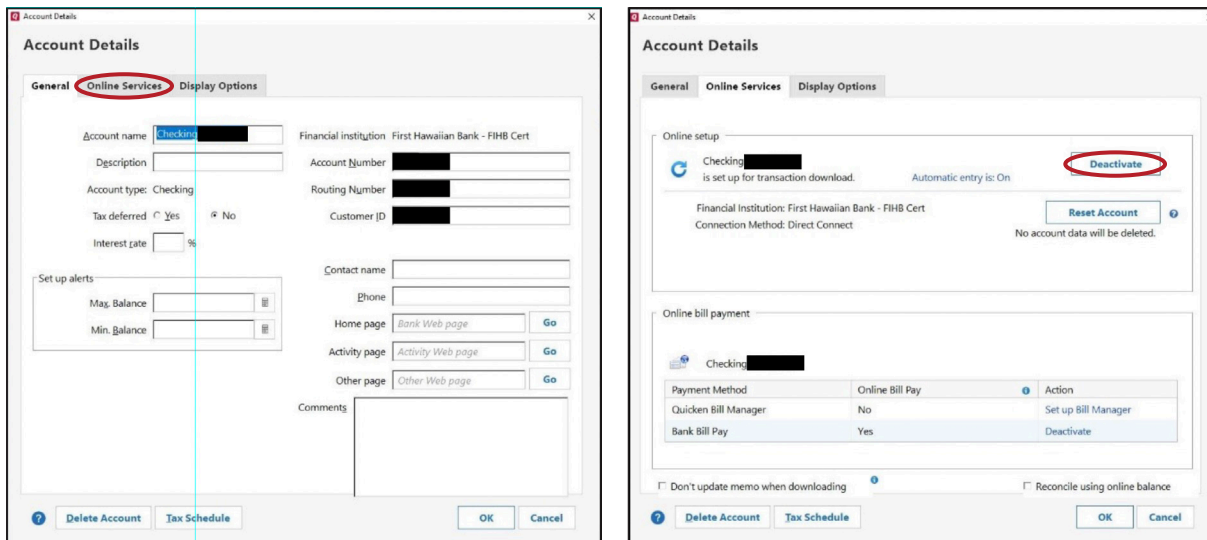 Account Details
Account Details
General Online Services Display Options
Account name Checking
Description
Account type: Checking
Tax deferred Yes No
Interest rate %
Set up alerts
Max. Balance
Min. Balance
Financial institution First Hawaiian Bank - FIHB Cert
Account Number
Routing Number
Customer ID
Contact name
Phone
Home page Bank Web page Go
Activity page Activity Web page Go
Other page Other Web page Go
Comments
? Delete Account Tax Schedule OK Cancel
Account Details
Account Details
General Online Services Display Options
Online setup
Checking
is set up for transaction download. Automatic entry is: On
Deactivate
Financial Institution: First Hawaiian Bank - FIHB Cert
Connection Method: Direct Connect
Reset Account ?
No account data will be deleted.
Online bill payment
Checking
Payment Method Online Bill Pay Action
Quicken Bill Manager No Set up Bill Manager
Bank Bill Pay Yes Deactivate
Don't update memo when downloading Reconcile using online balance
? Delete Account Tax Schedule OK Cancel